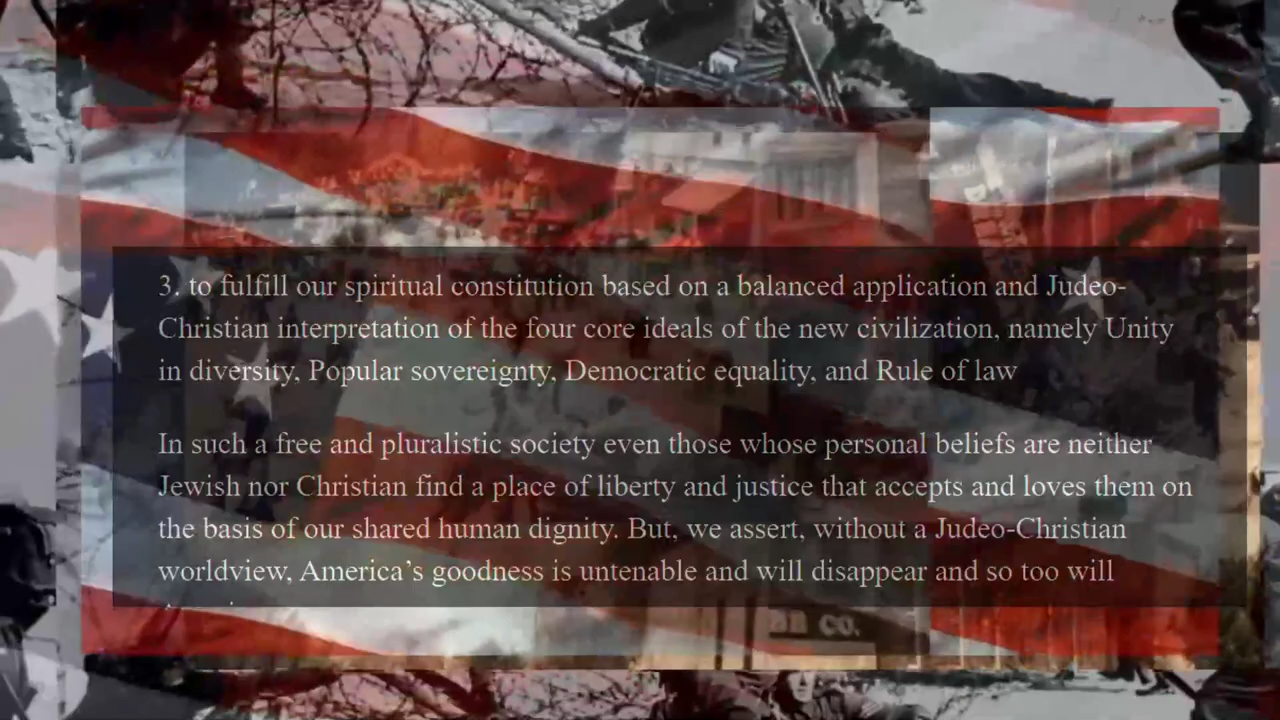 3. to fulfill our spiritual constitution based on a balanced application and Judeo-
Christian interpretation of the four core ideals of the new civilization, namely Unity
in diversity, Popular sovereignty, Democratic equality, and Rule of law
In such a free and pluralistic society even those whose personal beliefs are neither
Jewish nor Christian find a place of liberty and justice that accepts and loves them on
the basis of our shared human dignity. But, we assert, without a Judeo-Christian
worldview, America’s goodness is untenable and will disappear and so too will
CO.